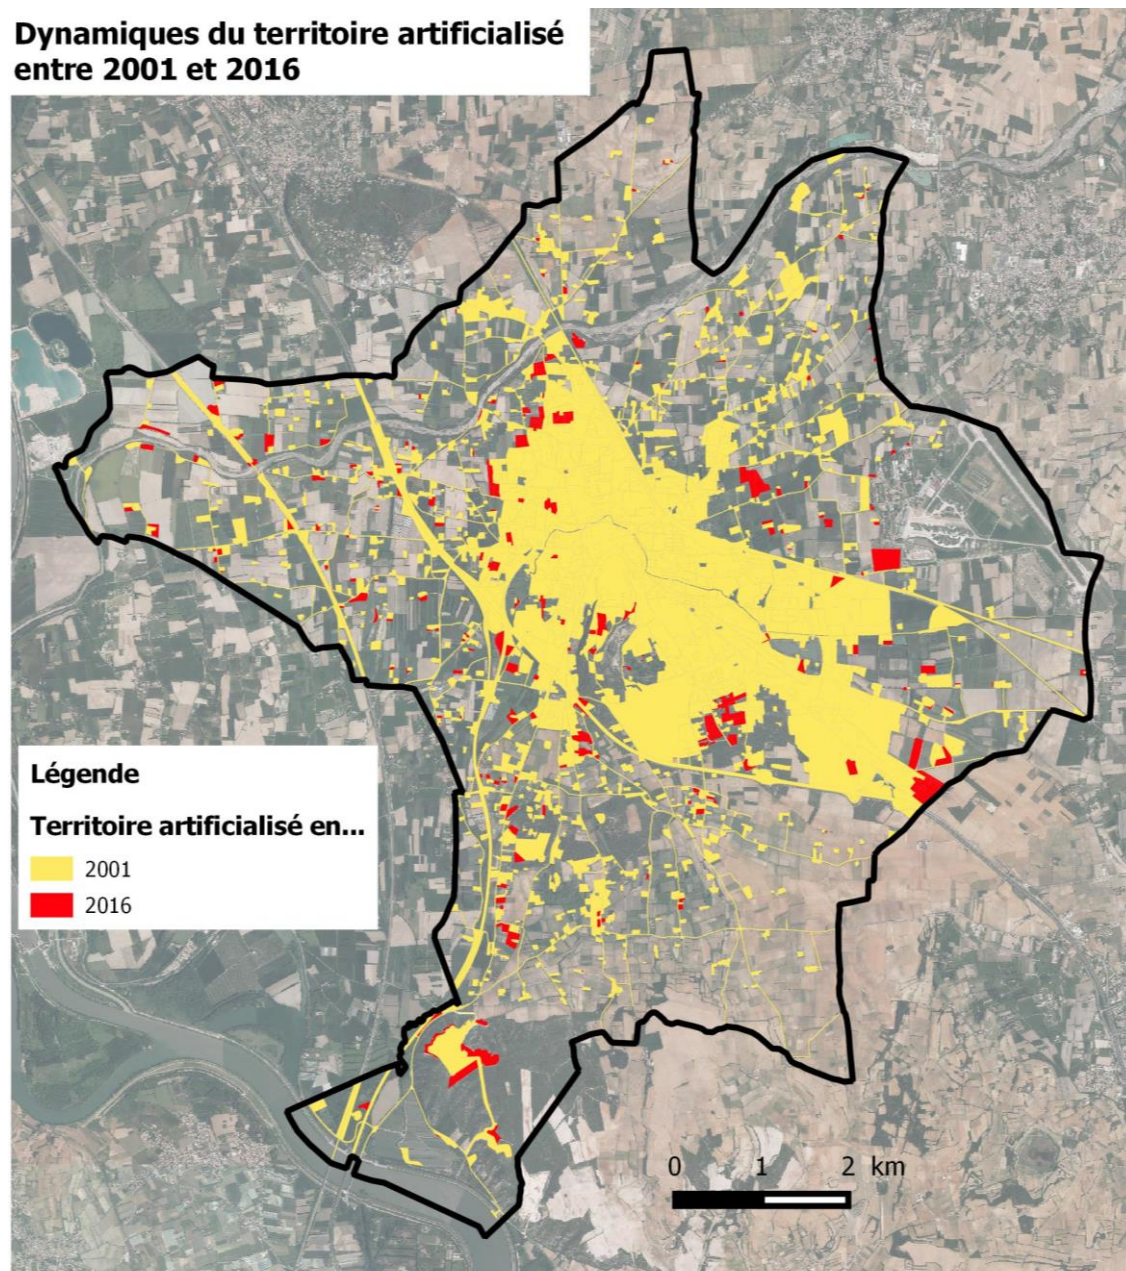 Dynamiques du territoire artificialisé
entre 2001 et 2016
Légende
Territoire artificialisé en...
2001
2016
0 1 2 km